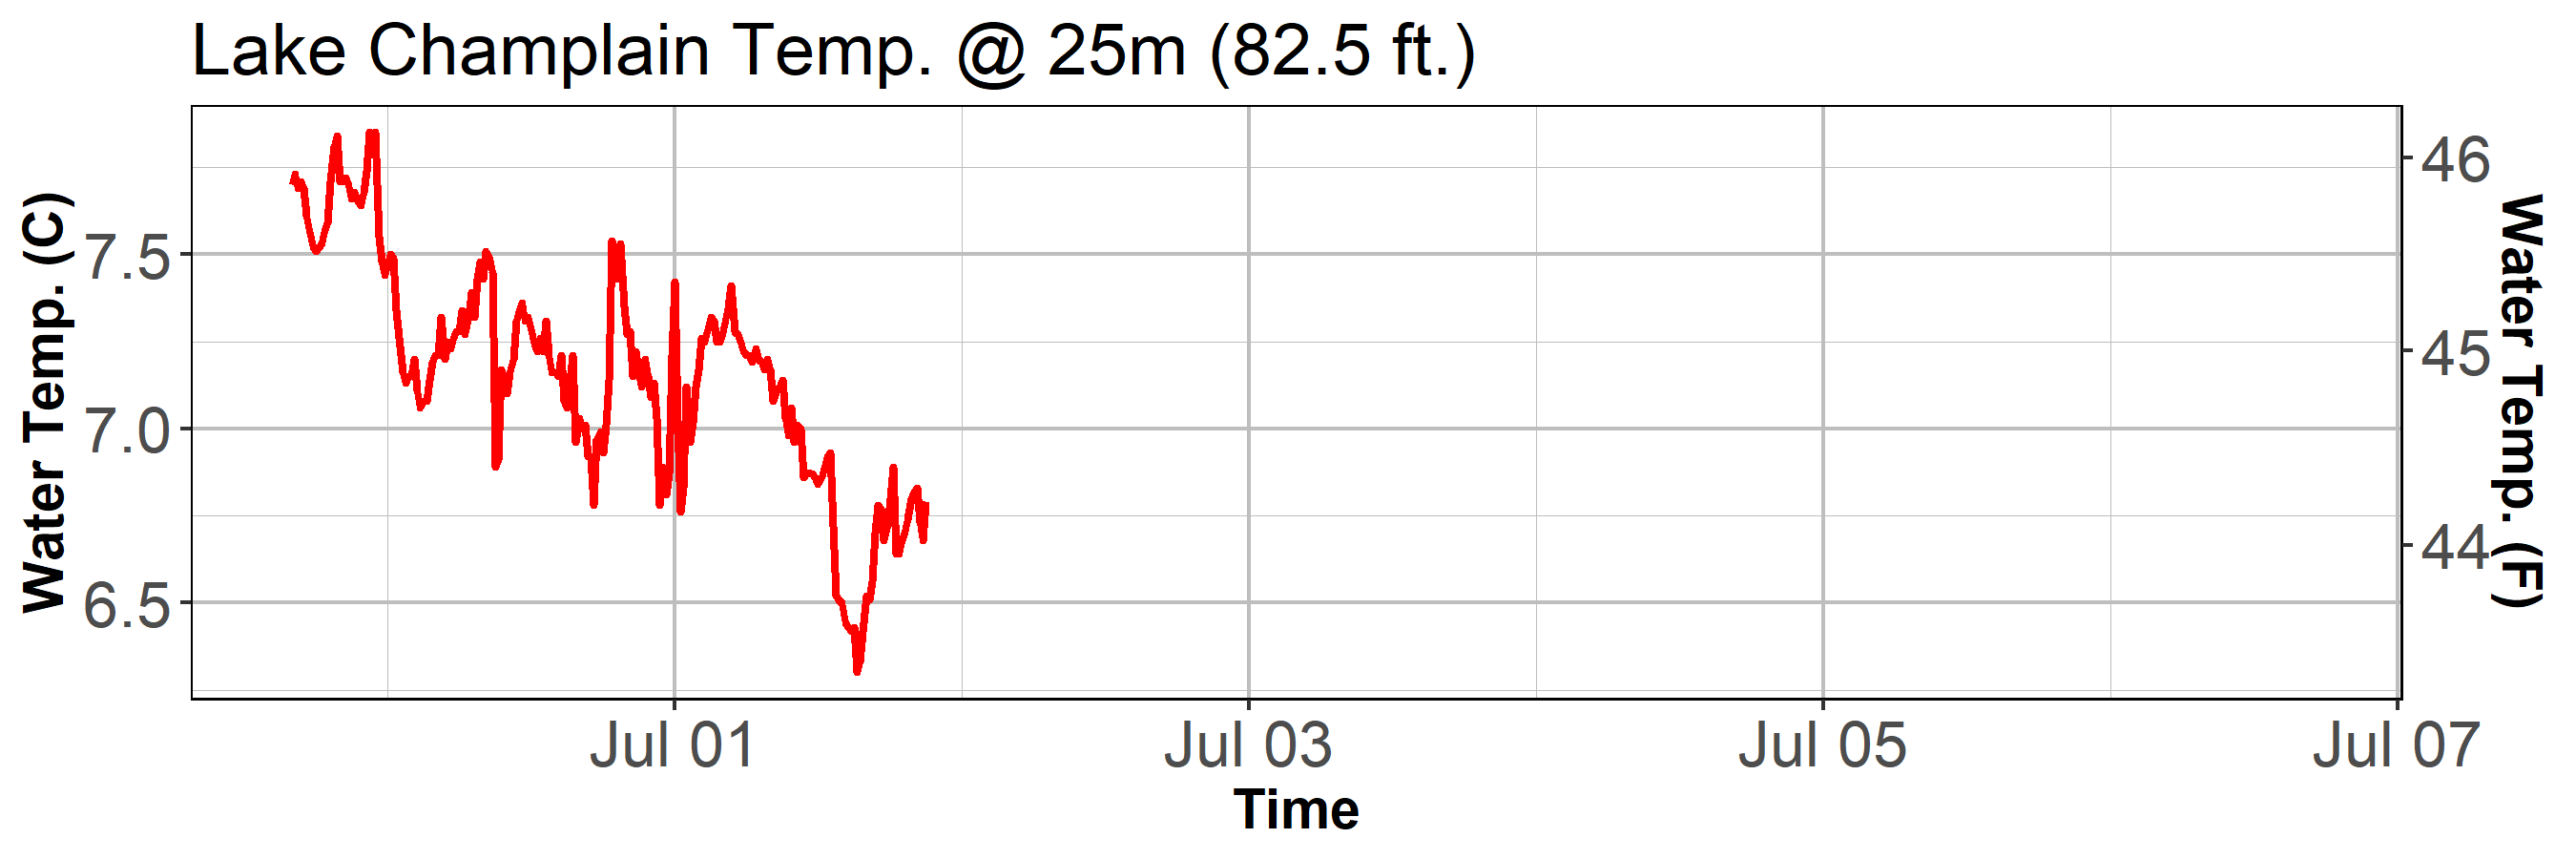 Lake Champlain Temp. @ 25m (82.5 ft.)
Water Temp. (C)
7.5
7.0
6.5
46
45
44
Water Temp. (F)
Jul 01 Jul 03 Jul 05 Jul 07
Time